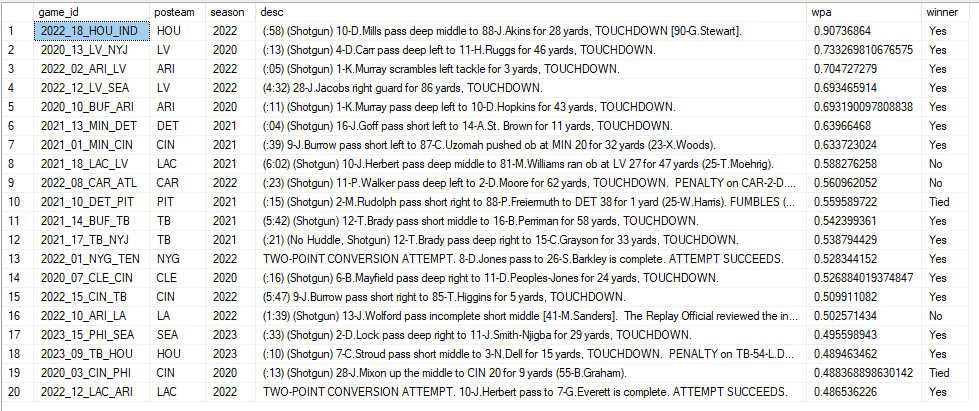 game_id posteam season desc wpa winner
1 2022_18_HOU_IND HOU 2022 (:58) (Shotgun) 10-D.Mills pass deep middle to 88-J.Akins for 28 yards, TOUCHDOWN [90-G.Stewart]. 0.90736864 Yes
2 2020_13_LV_NYJ LV 2020 (:13) (Shotgun) 4-D.Carr pass deep left to 11-H.Ruggs for 46 yards, TOUCHDOWN. 0.733269810676575 Yes
3 2022_02_ARI_LV ARI 2022 (:05) (Shotgun) 1-K.Murray scrambles left tackle for 3 yards, TOUCHDOWN. 0.704727279 Yes
4 2022_12_LV_SEA LV 2022 (4:32) 28-J.Jacobs right guard for 86 yards, TOUCHDOWN. 0.693465914 Yes
5 2020_10_BUF_ARI ARI 2020 (:11) (Shotgun) 1-K.Murray pass deep left to 10-D.Hopkins for 43 yards, TOUCHDOWN. 0.693190097808838 Yes
6 2021_13_MIN_DET DET 2021 (:04) (Shotgun) 16-J.Goff pass short left to 14-A.St. Brown for 11 yards, TOUCHDOWN. 0.63966468 Yes
7 2021_01_MIN_CIN CIN 2021 (:39) 9-J.Burrow pass short left to 87-C.Uzomah pushed ob at MIN 20 for 32 yards (23-X.Woods). 0.633723024 Yes
8 2021_18_LAC_LV LAC 2021 (6:02) (Shotgun) 10-J.Herbert pass deep middle to 81-M.Williams ran ob at LV 27 for 47 yards (25-T.Moehrig). 0.588276258 No
9 2022_08_CAR_ATL CAR 2022 (:23) (Shotgun) 11-P.Walker pass deep left to 2-D.Moore for 62 yards, TOUCHDOWN. PENALTY on CAR-2-D.... 0.560962052 No
10 2021_10_DET_PIT PIT 2021 (:15) (Shotgun) 2-M.Rudolph pass short right to 88-P.Freiermuth to DET 38 for 1 yard (25-W.Harris). FUMBLES (... 0.559589722 Tied
11 2021_14_BUF_TB TB 2021 (5:42) (Shotgun) 12-T.Brady pass short middle to 16-B.Perriman for 58 yards, TOUCHDOWN. 0.542399361 Yes
12 2021_17_TB_NYJ TB 2021 (:21) (No Huddle, Shotgun) 12-T.Brady pass deep right to 15-C.Grayson for 33 yards, TOUCHDOWN. 0.538794429 Yes
13 2022_01_NYG_TEN NYG 2022 TWO-POINT CONVERSION ATTEMPT. 8-D.Jones pass to 26-S.Barkley is complete. ATTEMPT SUCCEEDS. 0.528344152 Yes
14 2020_07_CLE_CIN CLE 2020 (:16) (Shotgun) 6-B.Mayfield pass deep right to 11-D.Peoples-Jones for 24 yards, TOUCHDOWN. 0.526884019374847 Yes
15 2022_15_CIN_TB CIN 2022 (5:47) 9-J.Burrow pass short right to 85-T.Higgins for 5 yards, TOUCHDOWN. 0.509911082 Yes
16 2022_10_ARI_LA LA 2022 (1:39) (Shotgun) 13-J.Wolford pass incomplete short middle [41-M.Sanders]. The Replay Official reviewed the in... 0.502571434 No
17 2023_15_PHI_SEA SEA 2023 (:33) (Shotgun) 2-D.Lock pass deep right to 11-J.Smith-Njigba for 29 yards, TOUCHDOWN. 0.495598943 Yes
18 2023_09_TB_HOU HOU 2023 (:10) (Shotgun) 7-C.Stroud pass short middle to 3-N.Dell for 15 yards, TOUCHDOWN. PENALTY on TB-54-L.D... 0.489463462 Yes
19 2020_03_CIN_PHI CIN 2020 (:13) (Shotgun) 28-J.Mixon up the middle to CIN 20 for 9 yards (55-B.Graham). 0.488368898630142 Tied
20 2022_12_LAC_ARI LAC 2022 TWO-POINT CONVERSION ATTEMPT. 10-J.Herbert pass to 7-G.Everett is complete. ATTEMPT SUCCEEDS. 0.486536226 Yes